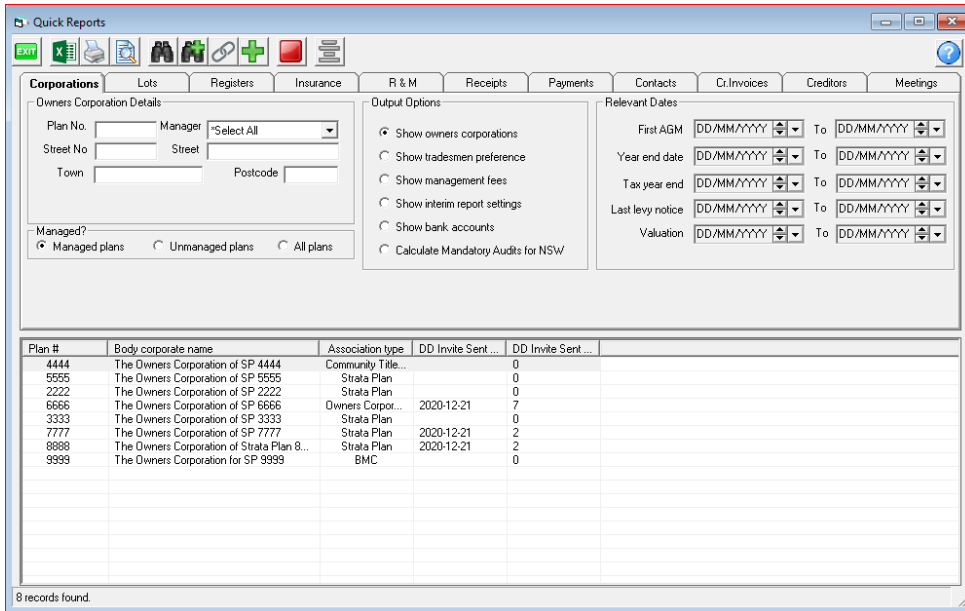 Quick Reports
EXIT
Corporations Lots Registers Insurance R & M Receipts Payments Contacts Cr.Invoices Creditors Meetings
Owners Corporation Details
Plan No. Manager *Select All
Street No Street
Town Postcode
Managed?
Managed plans Unmanaged plans All plans
Output Options
Show owners corporations
Show tradesmen preference
Show management fees
Show interim report settings
Show bank accounts
Calculate Mandatory Audits for NSW
Relevant Dates
First AGM DD/MM/YYYY To DD/MM/YYYY
Year end date DD/MM/YYYY To DD/MM/YYYY
Tax year end DD/MM/YYYY To DD/MM/YYYY
Last levy notice DD/MM/YYYY To DD/MM/YYYY
Valuation DD/MM/YYYY To DD/MM/YYYY
Plan # Body corporate name Association type DD Invite Sent ... DD Invite Sent ...
4444 The Owners Corporation of SP 4444 Community Title... 0
5555 The Owners Corporation of SP 5555 Strata Plan 0
2222 The Owners Corporation of SP 2222 Strata Plan 0
6666 The Owners Corporation of SP 6666 Owners Corpor... 2020-12-21 7
3333 The Owners Corporation of SP 3333 Strata Plan 0
7777 The Owners Corporation of SP 7777 Strata Plan 2020-12-21 2
8888 The Owners Corporation of Strata Plan 8... Strata Plan 2020-12-21 2
9999 The Owners Corporation for SP 9999 BMC 0
8 records found.